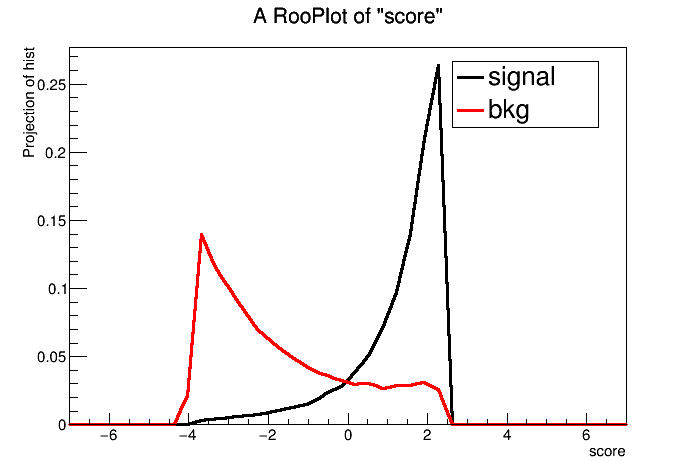 A RooPlot of "score"
Projection of hist
signal
bkg
0.25
0.2
0.15
0.1
0.05
0
−6 −4 −2 0 2 4 6
score